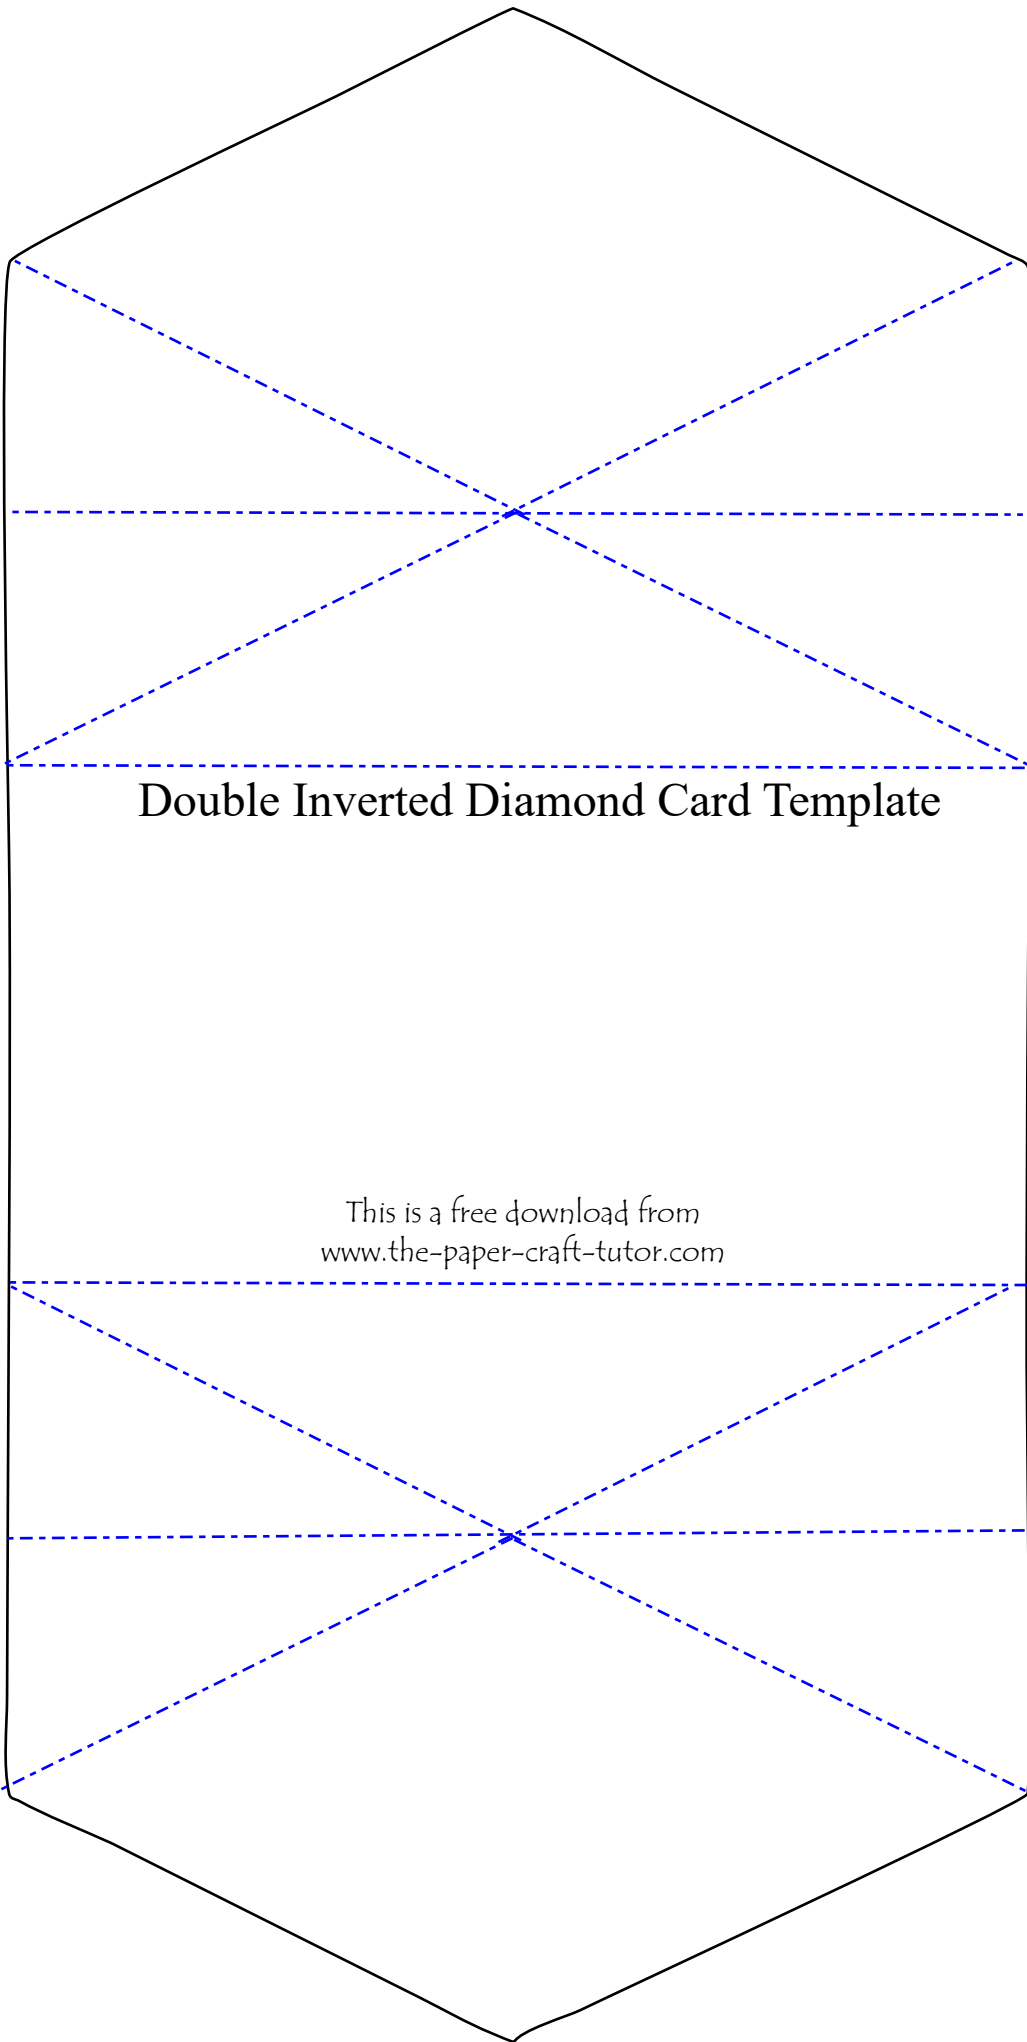 Double Inverted Diamond Card Template
This is a free download from
www.the-paper-craft-tutor.com